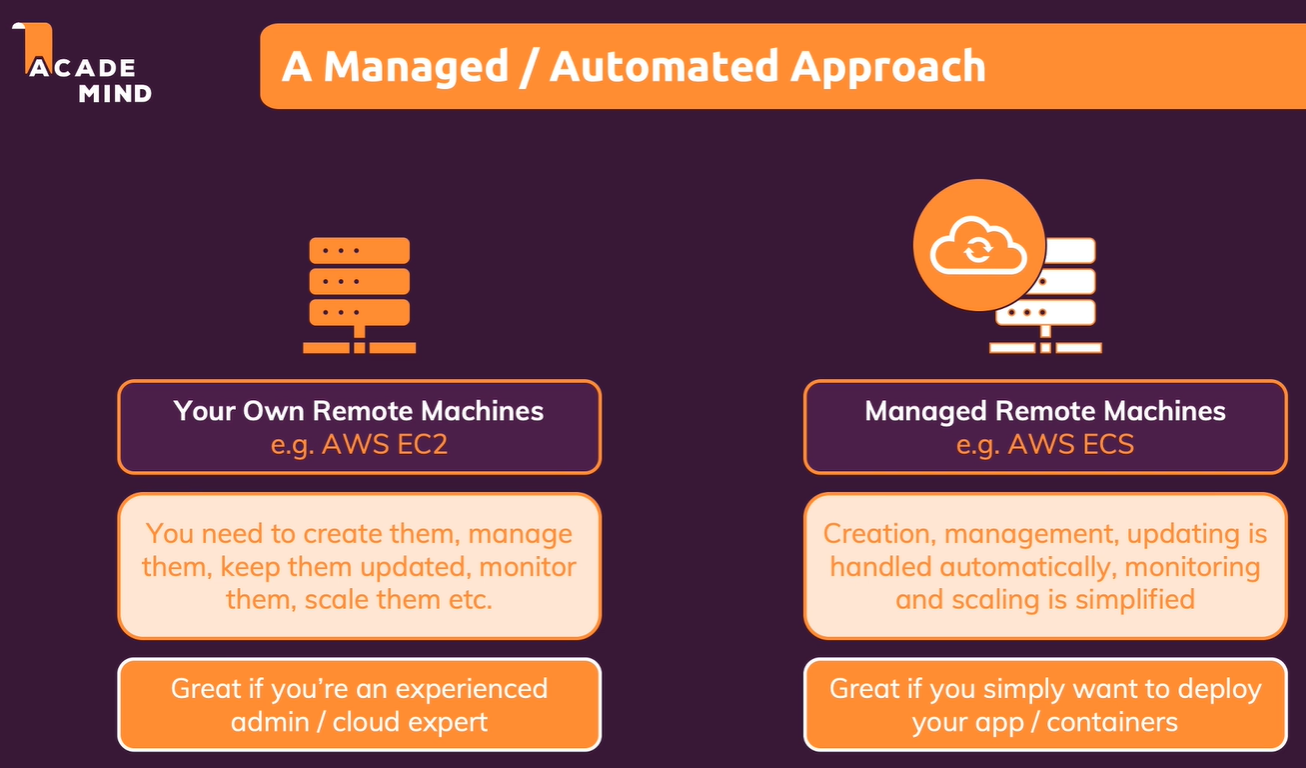 ACADE
MIND
A Managed / Automated Approach
Your Own Remote Machines
e.g. AWS EC2
You need to create them, manage
them, keep them updated, monitor
them, scale them etc.
Great if you’re an experienced
admin / cloud expert
Managed Remote Machines
e.g. AWS ECS
Creation, management, updating is
handled automatically, monitoring
and scaling is simplified
Great if you simply want to deploy
your app / containers